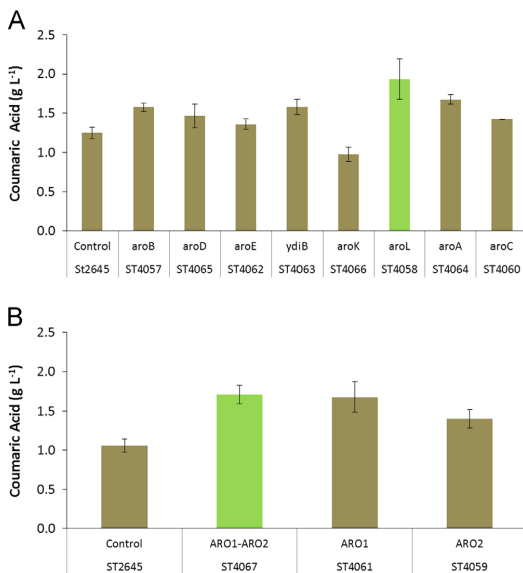 A
Coumaric Acid (g L-1)
2.5
2.0
1.5
1.0
0.5
0.0
Control aroB aroD aroE ydiB aroK aroL aroA aroC
St2645 ST4057 ST4065 ST4062 ST4063 ST4066 ST4058 ST4064 ST4060
B
Coumaric Acid (g L-1)
2.5
2.0
1.5
1.0
0.5
0.0
Control ARO1-ARO2 ARO1 ARO2
ST2645 ST4067 ST4061 ST4059